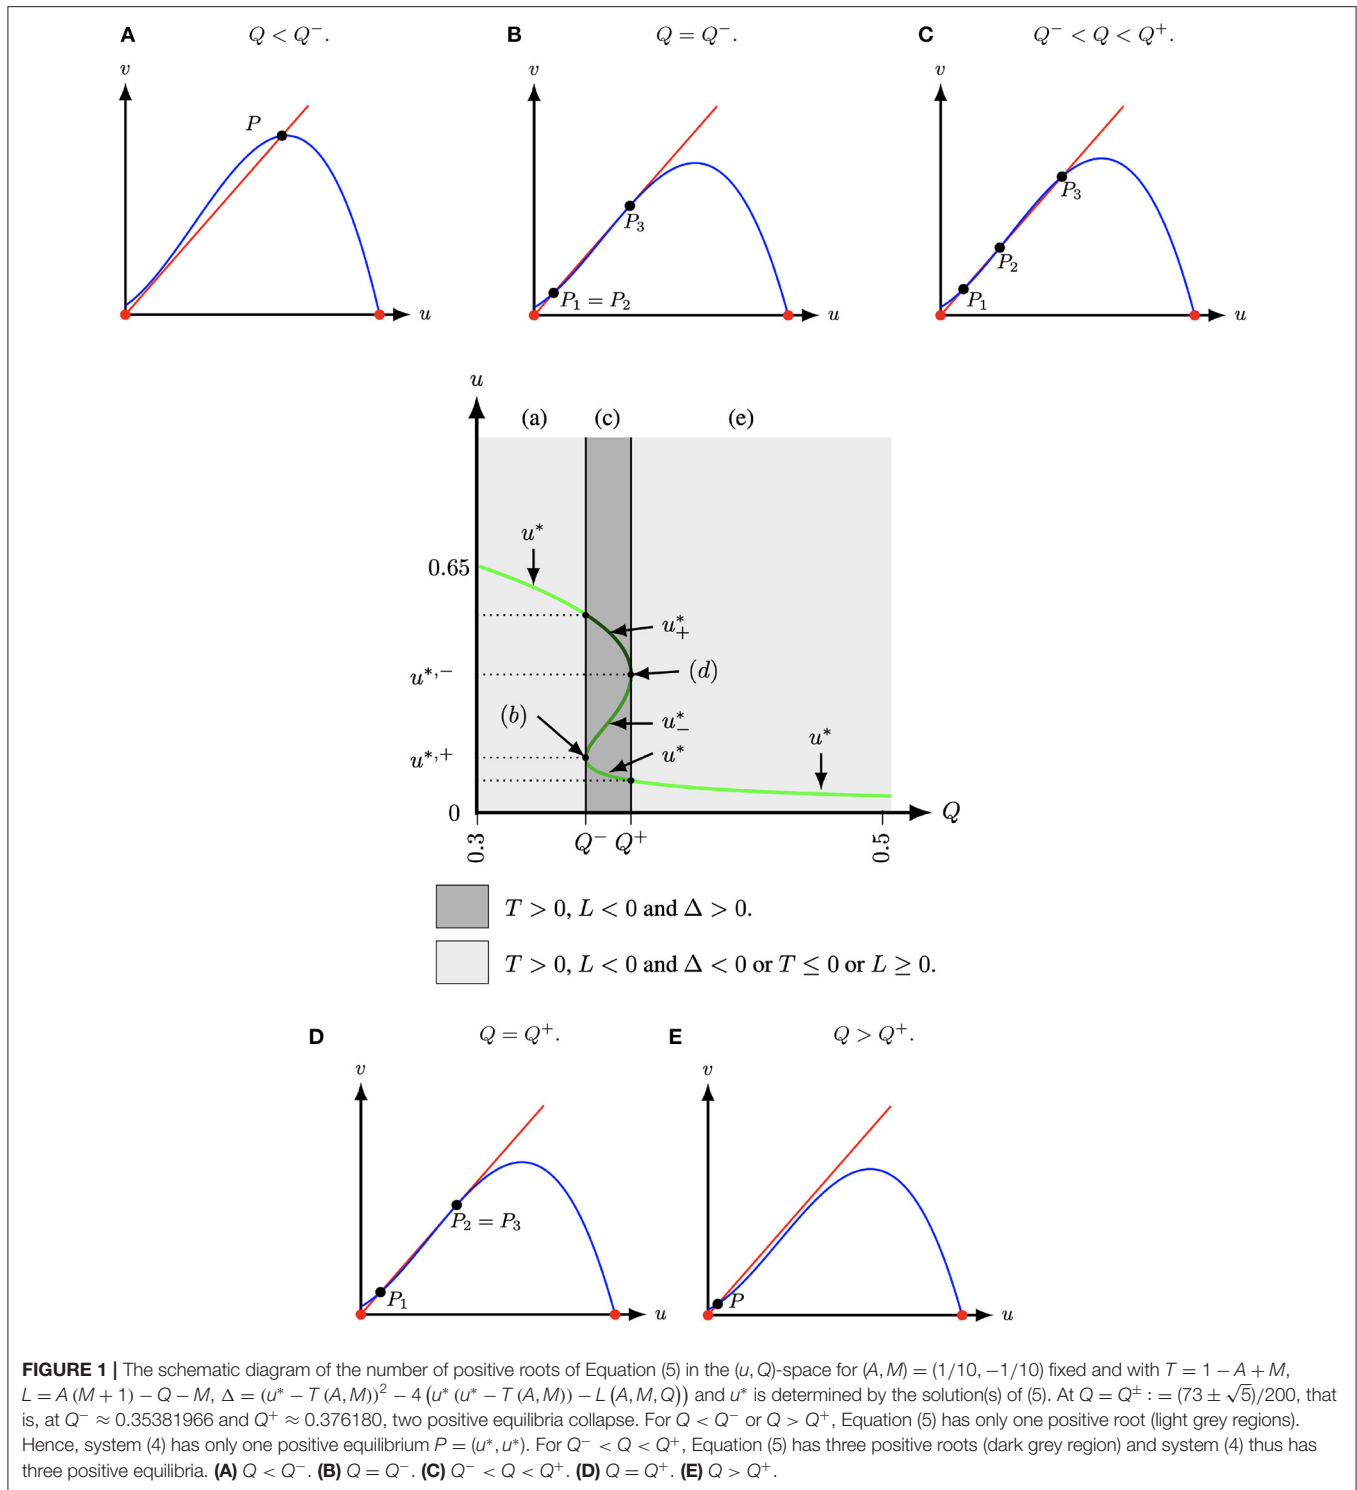 A Q < Q⁻.
B Q = Q⁻.
C Q⁻ < Q < Q⁺.
v
P
u
v
P₃
P₁ = P₂
u
v
P₃
P₂
P₁
u
u
(a) (c) (e)
u*
0.65
u*₊
u*,⁻
(d)
(b)
u*₋
u*
u*,⁺
u*
0
Q
0.3
Q⁻ Q⁺
0.5
T > 0, L < 0 and Δ > 0.
T > 0, L < 0 and Δ < 0 or T ≤ 0 or L ≥ 0.
D Q = Q⁺.
E Q > Q⁺.
v
P₂ = P₃
P₁
u
v
P
u
FIGURE 1 | The schematic diagram of the number of positive roots of Equation (5) in the (u, Q)-space for (A, M) = (1/10, −1/10) fixed and with T = 1 − A + M,
L = A (M + 1) − Q − M, Δ = (u* − T (A, M))² − 4 (u* (u* − T (A, M)) − L (A, M, Q)) and u* is determined by the solution(s) of (5). At Q = Q± : = (73 ± √5)/200, that
is, at Q⁻ ≈ 0.35381966 and Q⁺ ≈ 0.376180, two positive equilibria collapse. For Q < Q⁻ or Q > Q⁺, Equation (5) has only one positive root (light grey regions).
Hence, system (4) has only one positive equilibrium P = (u*, u*). For Q⁻ < Q < Q⁺, Equation (5) has three positive roots (dark grey region) and system (4) thus has
three positive equilibria. (A) Q < Q⁻. (B) Q = Q⁻. (C) Q⁻ < Q < Q⁺. (D) Q = Q⁺. (E) Q > Q⁺.